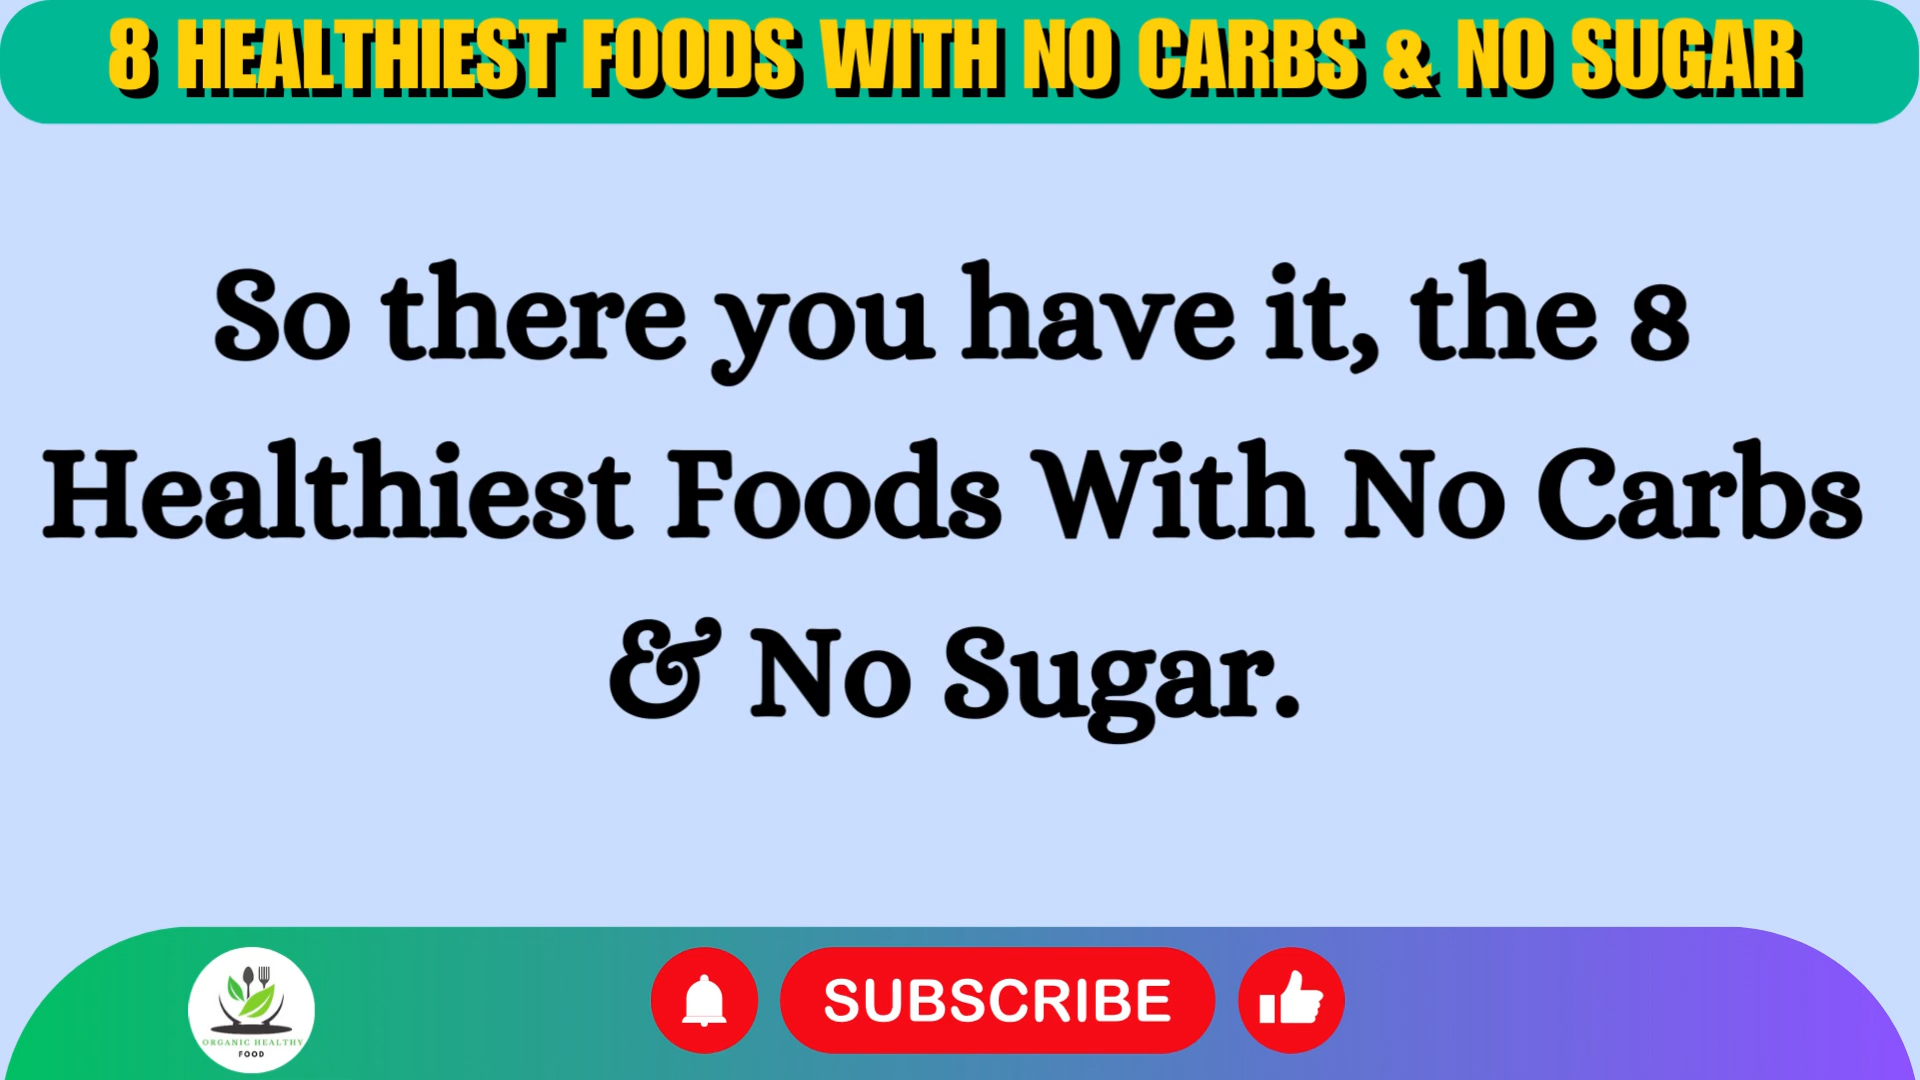 8 HEALTHIEST FOODS WITH NO CARBS & NO SUGAR
So there you have it, the 8
Healthiest Foods With No Carbs
& No Sugar.
ORGANIC HEALTHY
FOOD
SUBSCRIBE